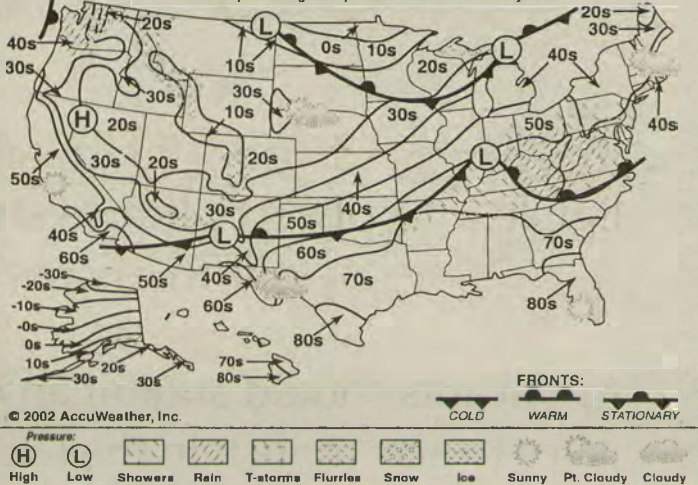 20s
L
20s
20s
30s
40s
0s
10s
L
10s
20s
40s
30s
30s
30s
10s
30s
H
20s
50s
40s
20s
L
50s
30s
20s
30s
40s
40s
L
50s
70s
60s
60s
50s
40s
70s
-30s
60s
80s
-20s
-10s
-0s
80s
0s
10s
20s
70s
30s
30s
80s
FRONTS:
© 2002 AccuWeather, Inc.
COLD WARM STATIONARY
Pressure:
H L
High Low Showers Rain T-storms Flurries Snow Ice Sunny Pt. Cloudy Cloudy